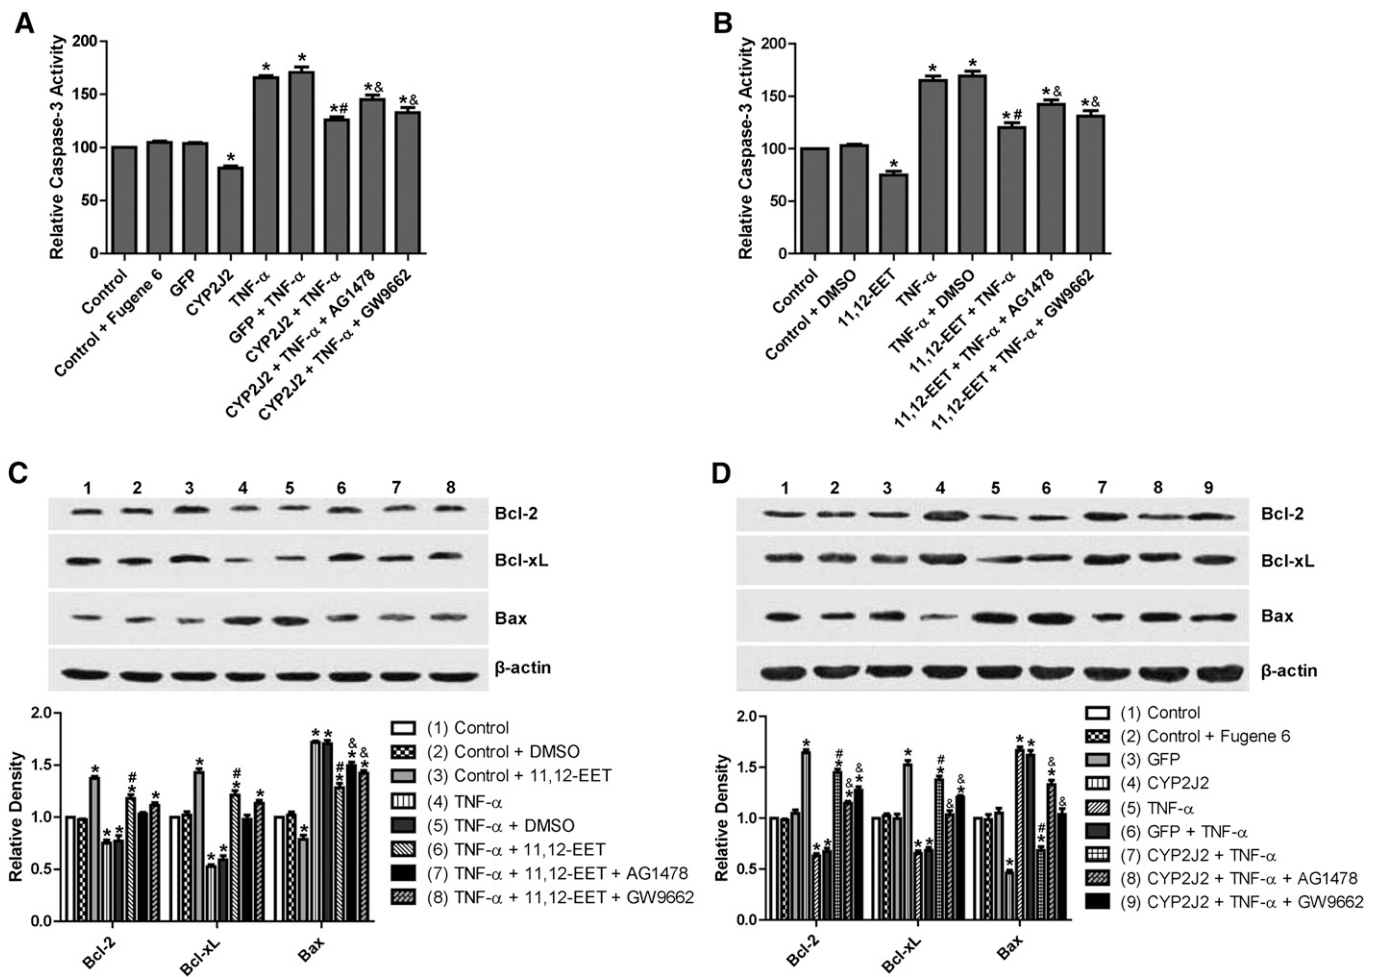 A
Relative Caspase-3 Activity
200
150
100
50
0
* * * *# *& *&
Control
Control + Fugene 6
GFP
CYP2J2
TNF-α
GFP + TNF-α
CYP2J2 + TNF-α
CYP2J2 + TNF-α + AG1478
CYP2J2 + TNF-α + GW9662
B
Relative Caspase-3 Activity
200
150
100
50
0
* * * *# *& *&
Control
Control + DMSO
11,12-EET
TNF-α
TNF-α + DMSO
11,12-EET + TNF-α
11,12-EET + TNF-α + AG1478
11,12-EET + TNF-α + GW9662
C
1 2 3 4 5 6 7 8
Bcl-2
Bcl-xL
Bax
β-actin
Relative Density
2.0
1.5
1.0
0.5
0.0
* * * #* * * * * #* * * * * #* &* &*
Bcl-2
Bcl-xL
Bax
(1) Control
(2) Control + DMSO
(3) Control + 11,12-EET
(4) TNF-α
(5) TNF-α + DMSO
(6) TNF-α + 11,12-EET
(7) TNF-α + 11,12-EET + AG1478
(8) TNF-α + 11,12-EET + GW9662
D
1 2 3 4 5 6 7 8 9
Bcl-2
Bcl-xL
Bax
β-actin
Relative Density
2.0
1.5
1.0
0.5
0.0
* * * #* &* &* * * * #* & &* * * * #* &* &
Bcl-2
Bcl-xL
Bax
(1) Control
(2) Control + Fugene 6
(3) GFP
(4) CYP2J2
(5) TNF-α
(6) GFP + TNF-α
(7) CYP2J2 + TNF-α
(8) CYP2J2 + TNF-α + AG1478
(9) CYP2J2 + TNF-α + GW9662